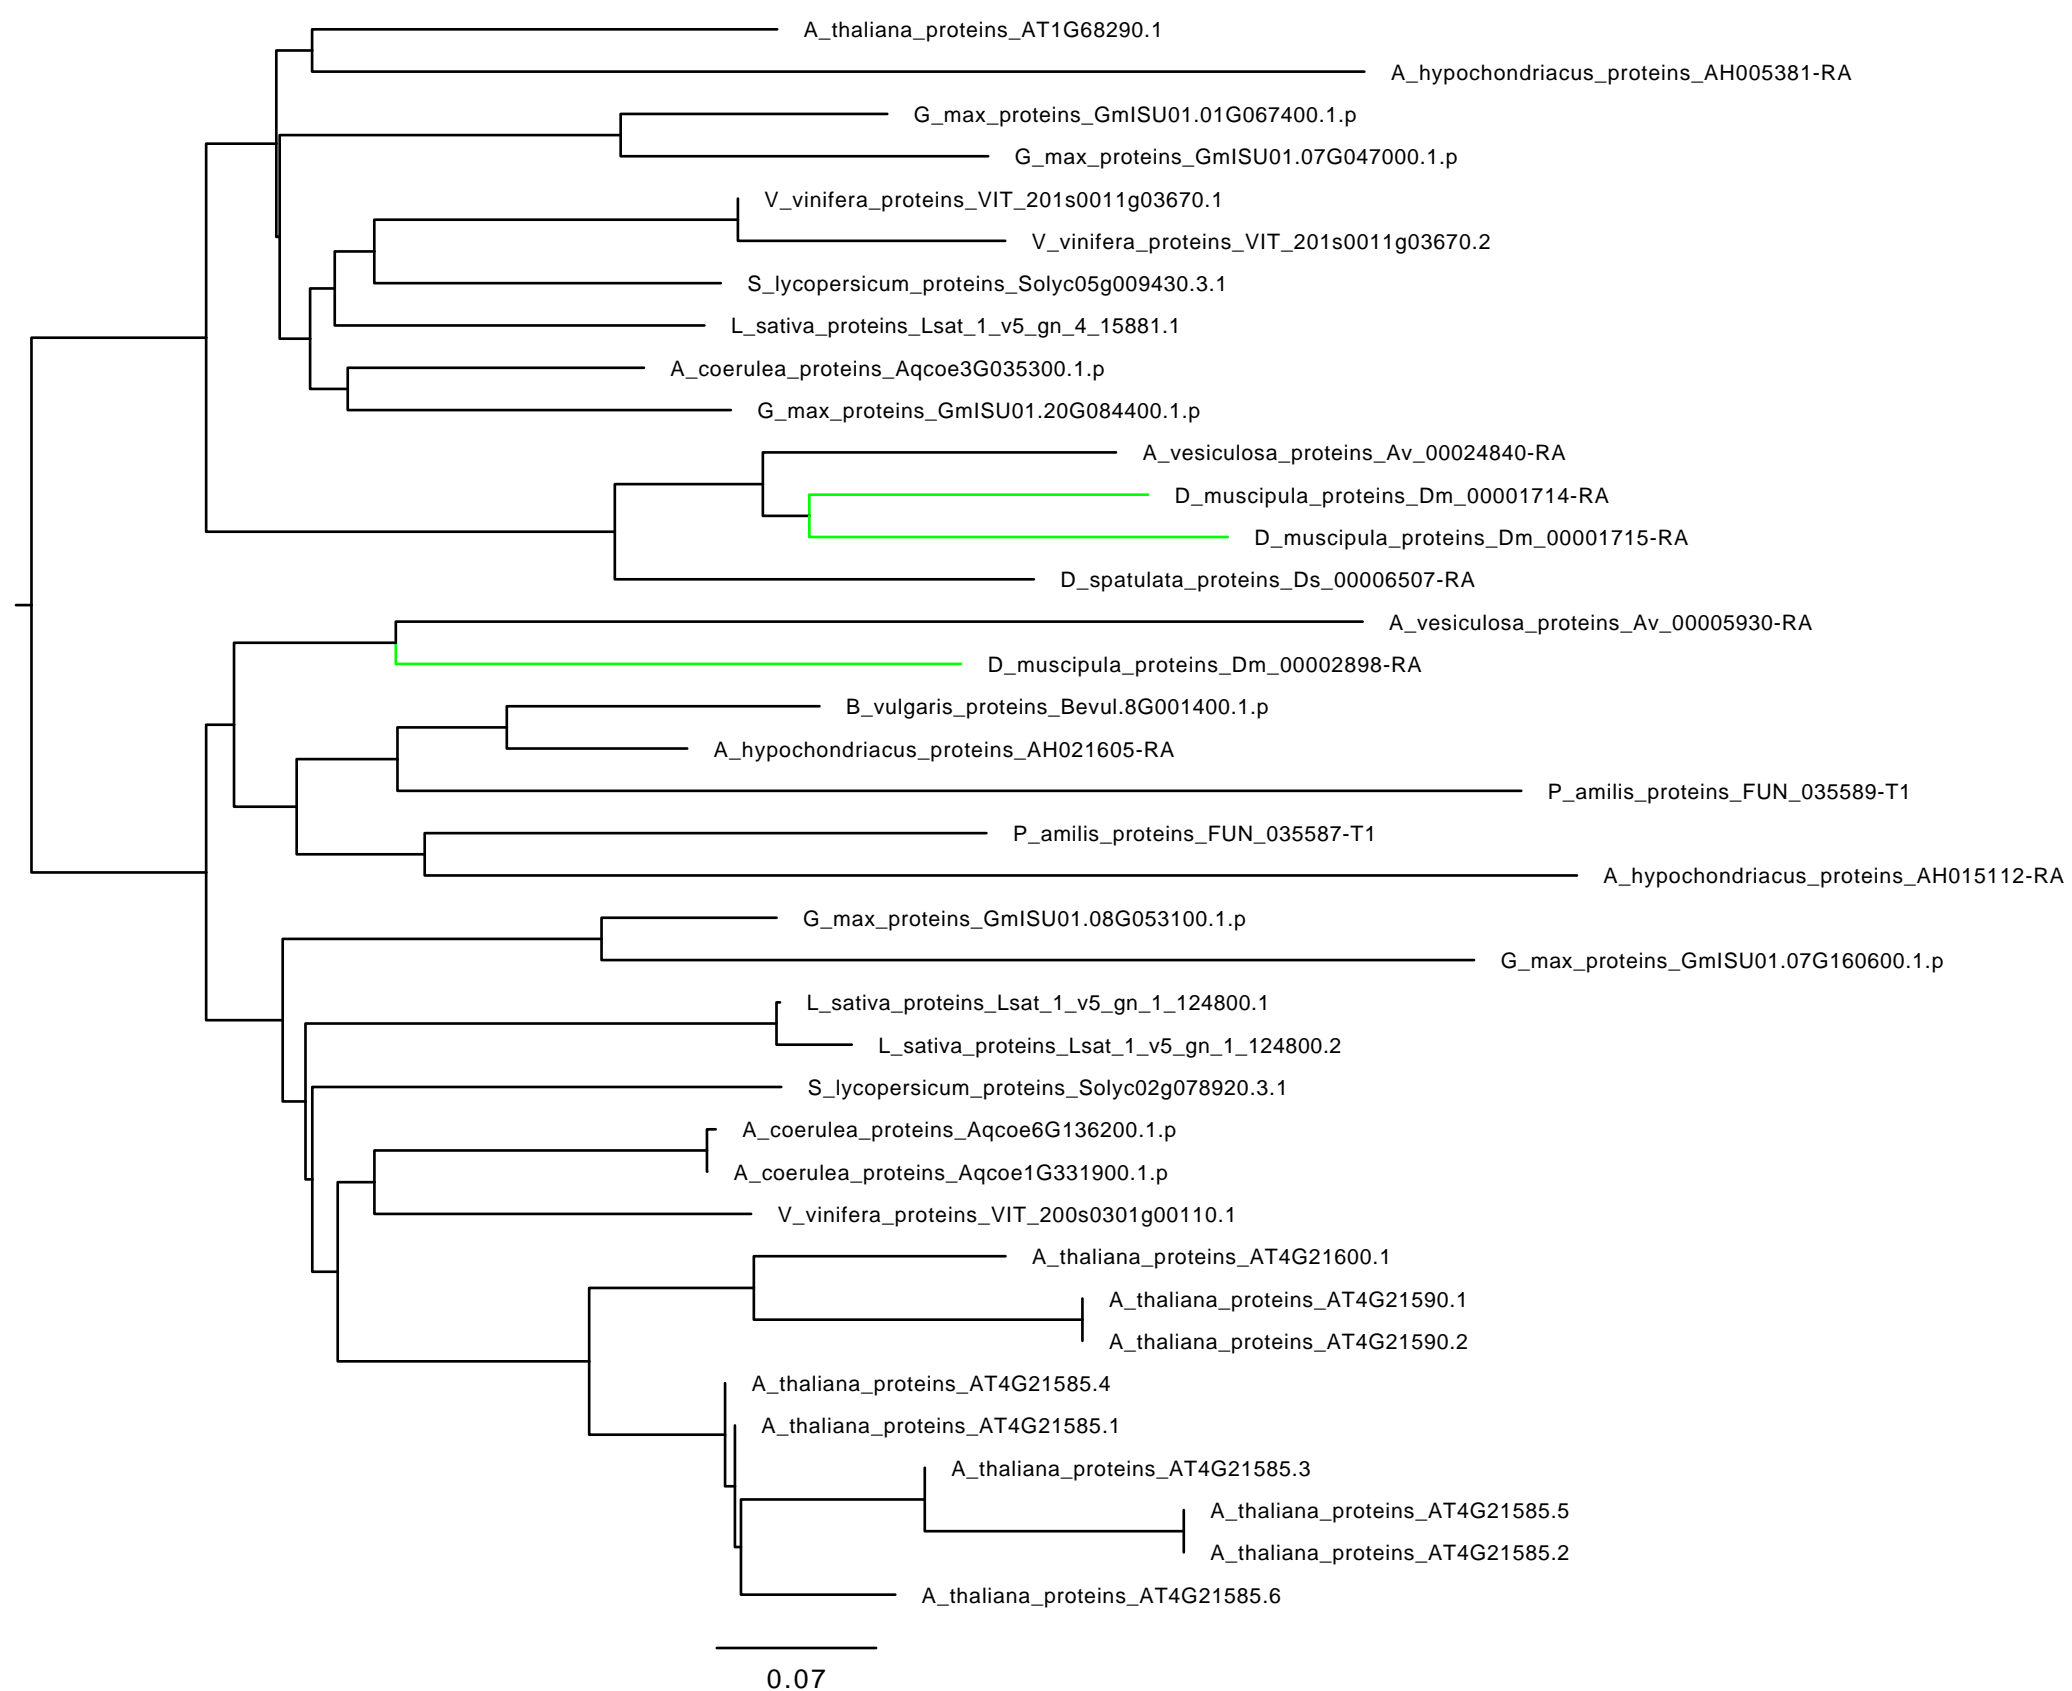 A_thaliana_proteins_AT1G68290.1
A_hypochondriacus_proteins_AH005381-RA
G_max_proteins_GmISU01.01G067400.1.p
G_max_proteins_GmISU01.07G047000.1.p
V_vinifera_proteins_VIT_201s0011g03670.1
V_vinifera_proteins_VIT_201s0011g03670.2
S_lycopersicum_proteins_Solyc05g009430.3.1
L_sativa_proteins_Lsat_1_v5_gn_4_15881.1
A_coerulea_proteins_Aqcoe3G035300.1.p
G_max_proteins_GmISU01.20G084400.1.p
A_vesiculosa_proteins_Av_00024840-RA
D_muscipula_proteins_Dm_00001714-RA
D_muscipula_proteins_Dm_00001715-RA
D_spatulata_proteins_Ds_00006507-RA
A_vesiculosa_proteins_Av_00005930-RA
D_muscipula_proteins_Dm_00002898-RA
B_vulgaris_proteins_Bevul.8G001400.1.p
A_hypochondriacus_proteins_AH021605-RA
P_amilis_proteins_FUN_035589-T1
P_amilis_proteins_FUN_035587-T1
A_hypochondriacus_proteins_AH015112-RA
G_max_proteins_GmISU01.08G053100.1.p
G_max_proteins_GmISU01.07G160600.1.p
L_sativa_proteins_Lsat_1_v5_gn_1_124800.1
L_sativa_proteins_Lsat_1_v5_gn_1_124800.2
S_lycopersicum_proteins_Solyc02g078920.3.1
A_coerulea_proteins_Aqcoe6G136200.1.p
A_coerulea_proteins_Aqcoe1G331900.1.p
V_vinifera_proteins_VIT_200s0301g00110.1
A_thaliana_proteins_AT4G21600.1
A_thaliana_proteins_AT4G21590.1
A_thaliana_proteins_AT4G21590.2
A_thaliana_proteins_AT4G21585.4
A_thaliana_proteins_AT4G21585.1
A_thaliana_proteins_AT4G21585.3
A_thaliana_proteins_AT4G21585.5
A_thaliana_proteins_AT4G21585.2
A_thaliana_proteins_AT4G21585.6
0.07